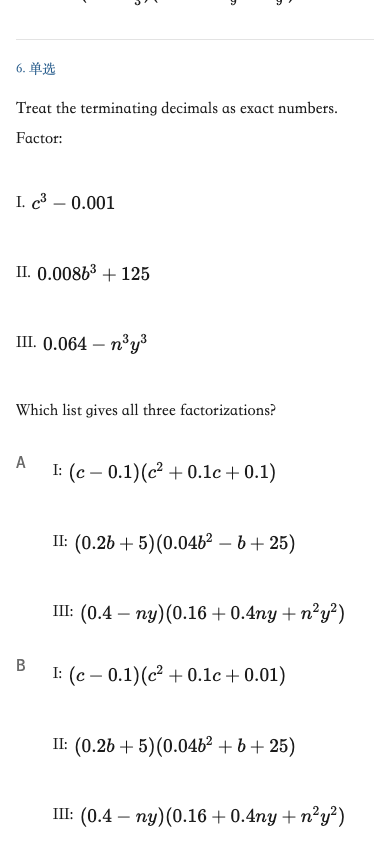 6. 单选
Treat the terminating decimals as exact numbers.
Factor:
I. c³ − 0.001
II. 0.008b³ + 125
III. 0.064 − n³y³
Which list gives all three factorizations?
A
I: (c − 0.1)(c² + 0.1c + 0.1)
II: (0.2b + 5)(0.04b² − b + 25)
III: (0.4 − ny)(0.16 + 0.4ny + n²y²)
B
I: (c − 0.1)(c² + 0.1c + 0.01)
II: (0.2b + 5)(0.04b² + b + 25)
III: (0.4 − ny)(0.16 + 0.4ny + n²y²)